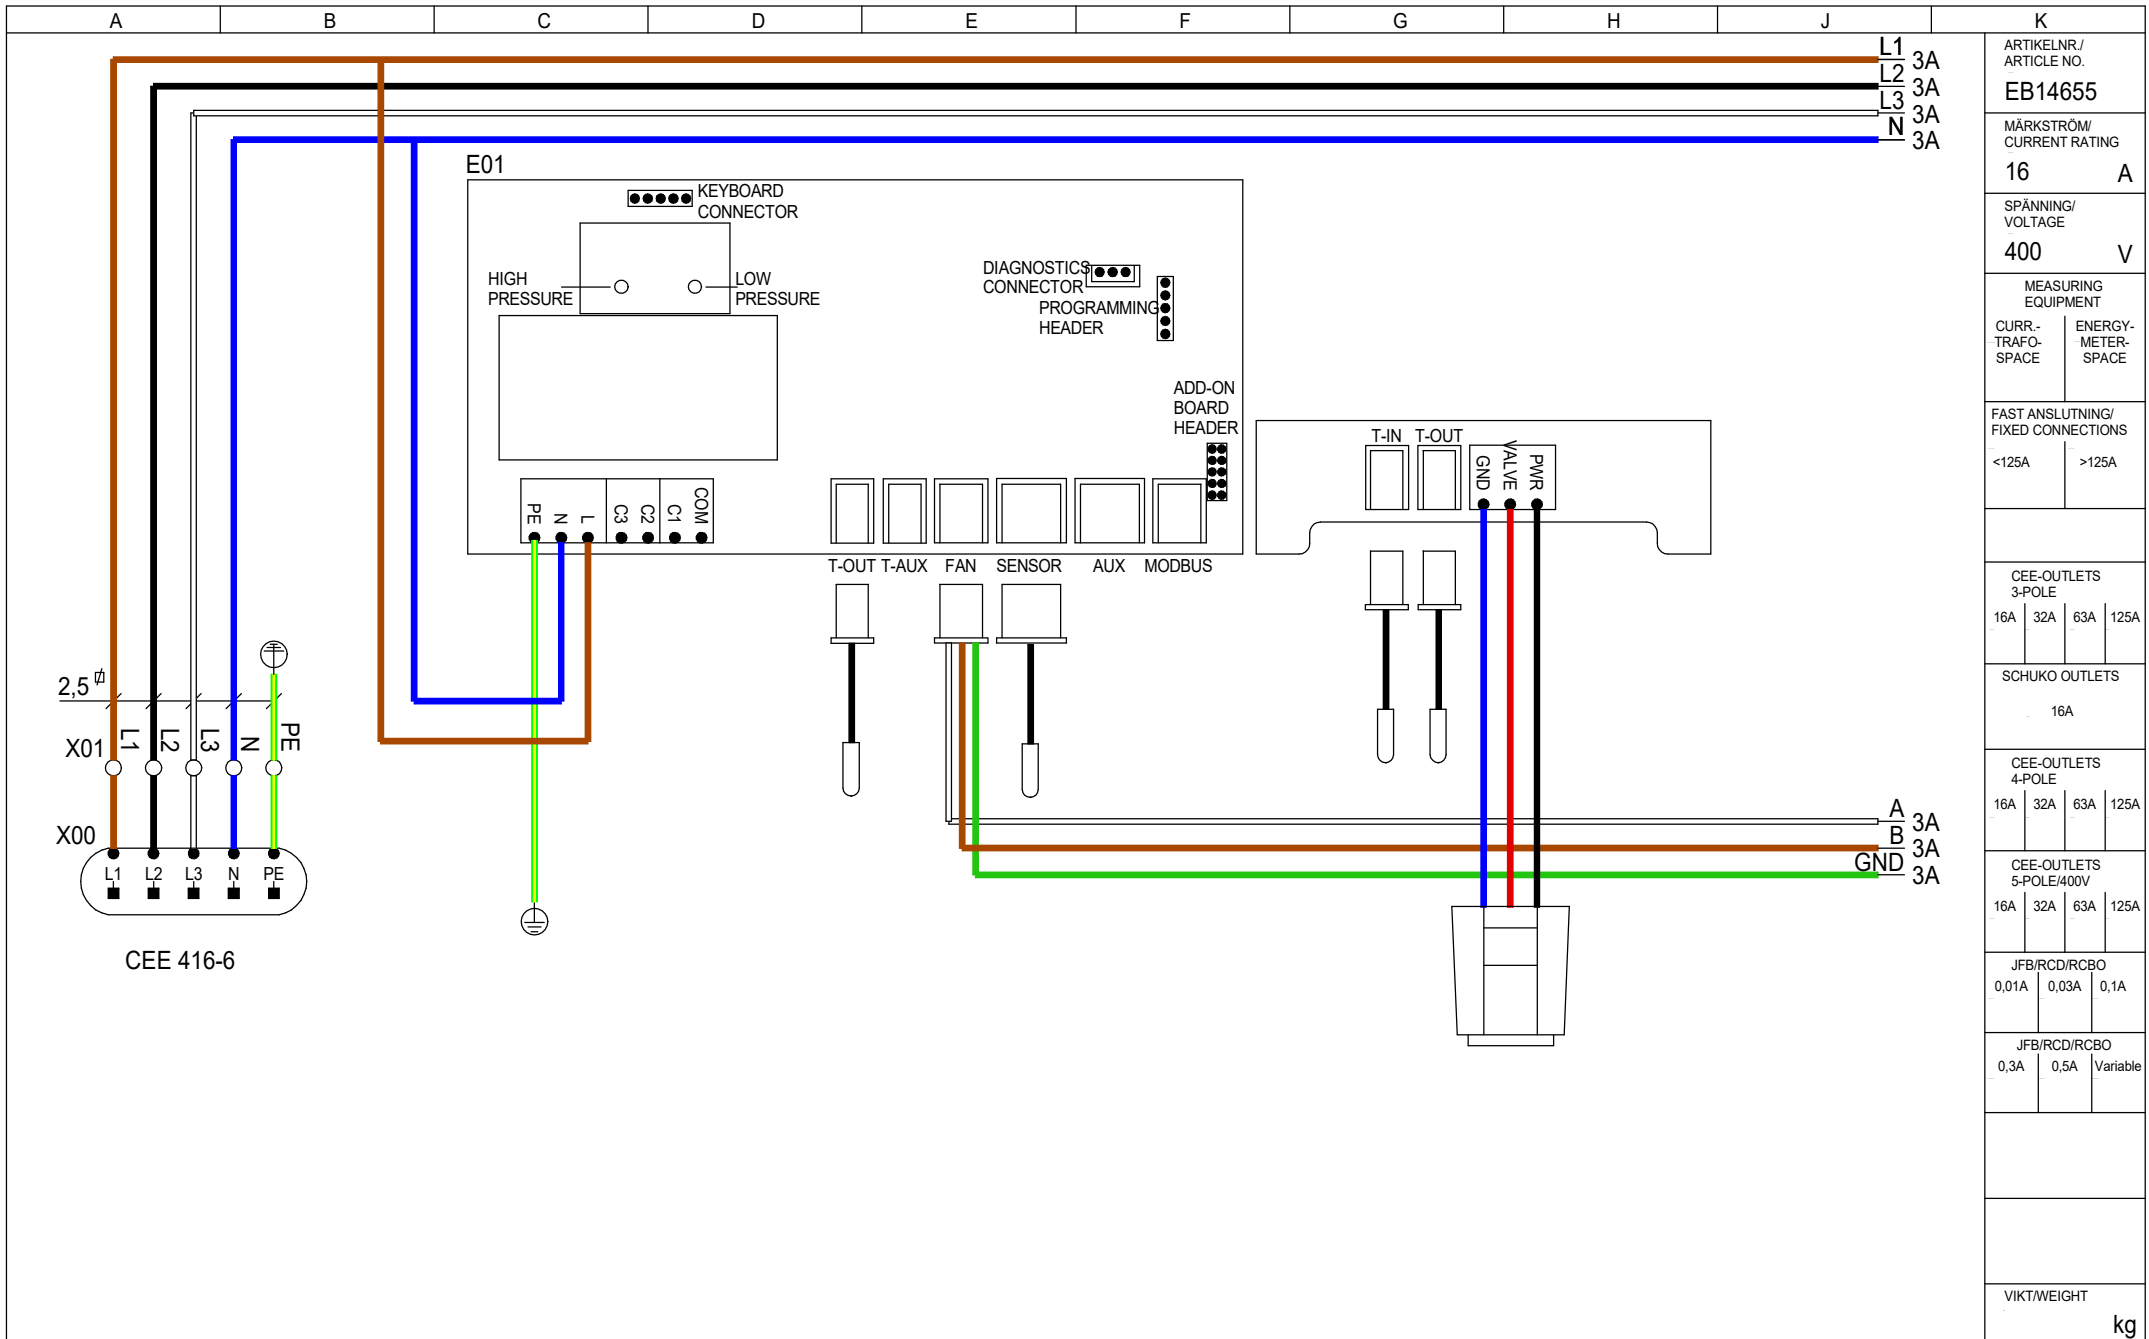 A B C D E F G H J K
L1 3A
L2 3A
L3 3A
N 3A
ARTIKELNR./
ARTICLE NO.
EB14655
MÄRKSTRÖM/
CURRENT RATING
16 A
SPÄNNING/
VOLTAGE
400 V
MEASURING
EQUIPMENT
CURR.-
TRAFO-
SPACE
ENERGY-
METER-
SPACE
FAST ANSLUTNING/
FIXED CONNECTIONS
<125A >125A
CEE-OUTLETS
3-POLE
16A 32A 63A 125A
SCHUKO OUTLETS
16A
CEE-OUTLETS
4-POLE
16A 32A 63A 125A
CEE-OUTLETS
5-POLE/400V
16A 32A 63A 125A
JFB/RCD/RCBO
0,01A 0,03A 0,1A
JFB/RCD/RCBO
0,3A 0,5A Variable
VIKT/WEIGHT
kg
E01
KEYBOARD
CONNECTOR
HIGH
PRESSURE
LOW
PRESSURE
DIAGNOSTICS
CONNECTOR
PROGRAMMING
HEADER
ADD-ON
BOARD
HEADER
PE N L C3 C2 C1 COM
T-OUT T-AUX FAN SENSOR AUX MODBUS
T-IN T-OUT
GND VALVE PWR
2,5
X01 L1 L2 L3 N PE
X00
L1 L2 L3 N PE
CEE 416-6
A 3A
B 3A
GND 3A